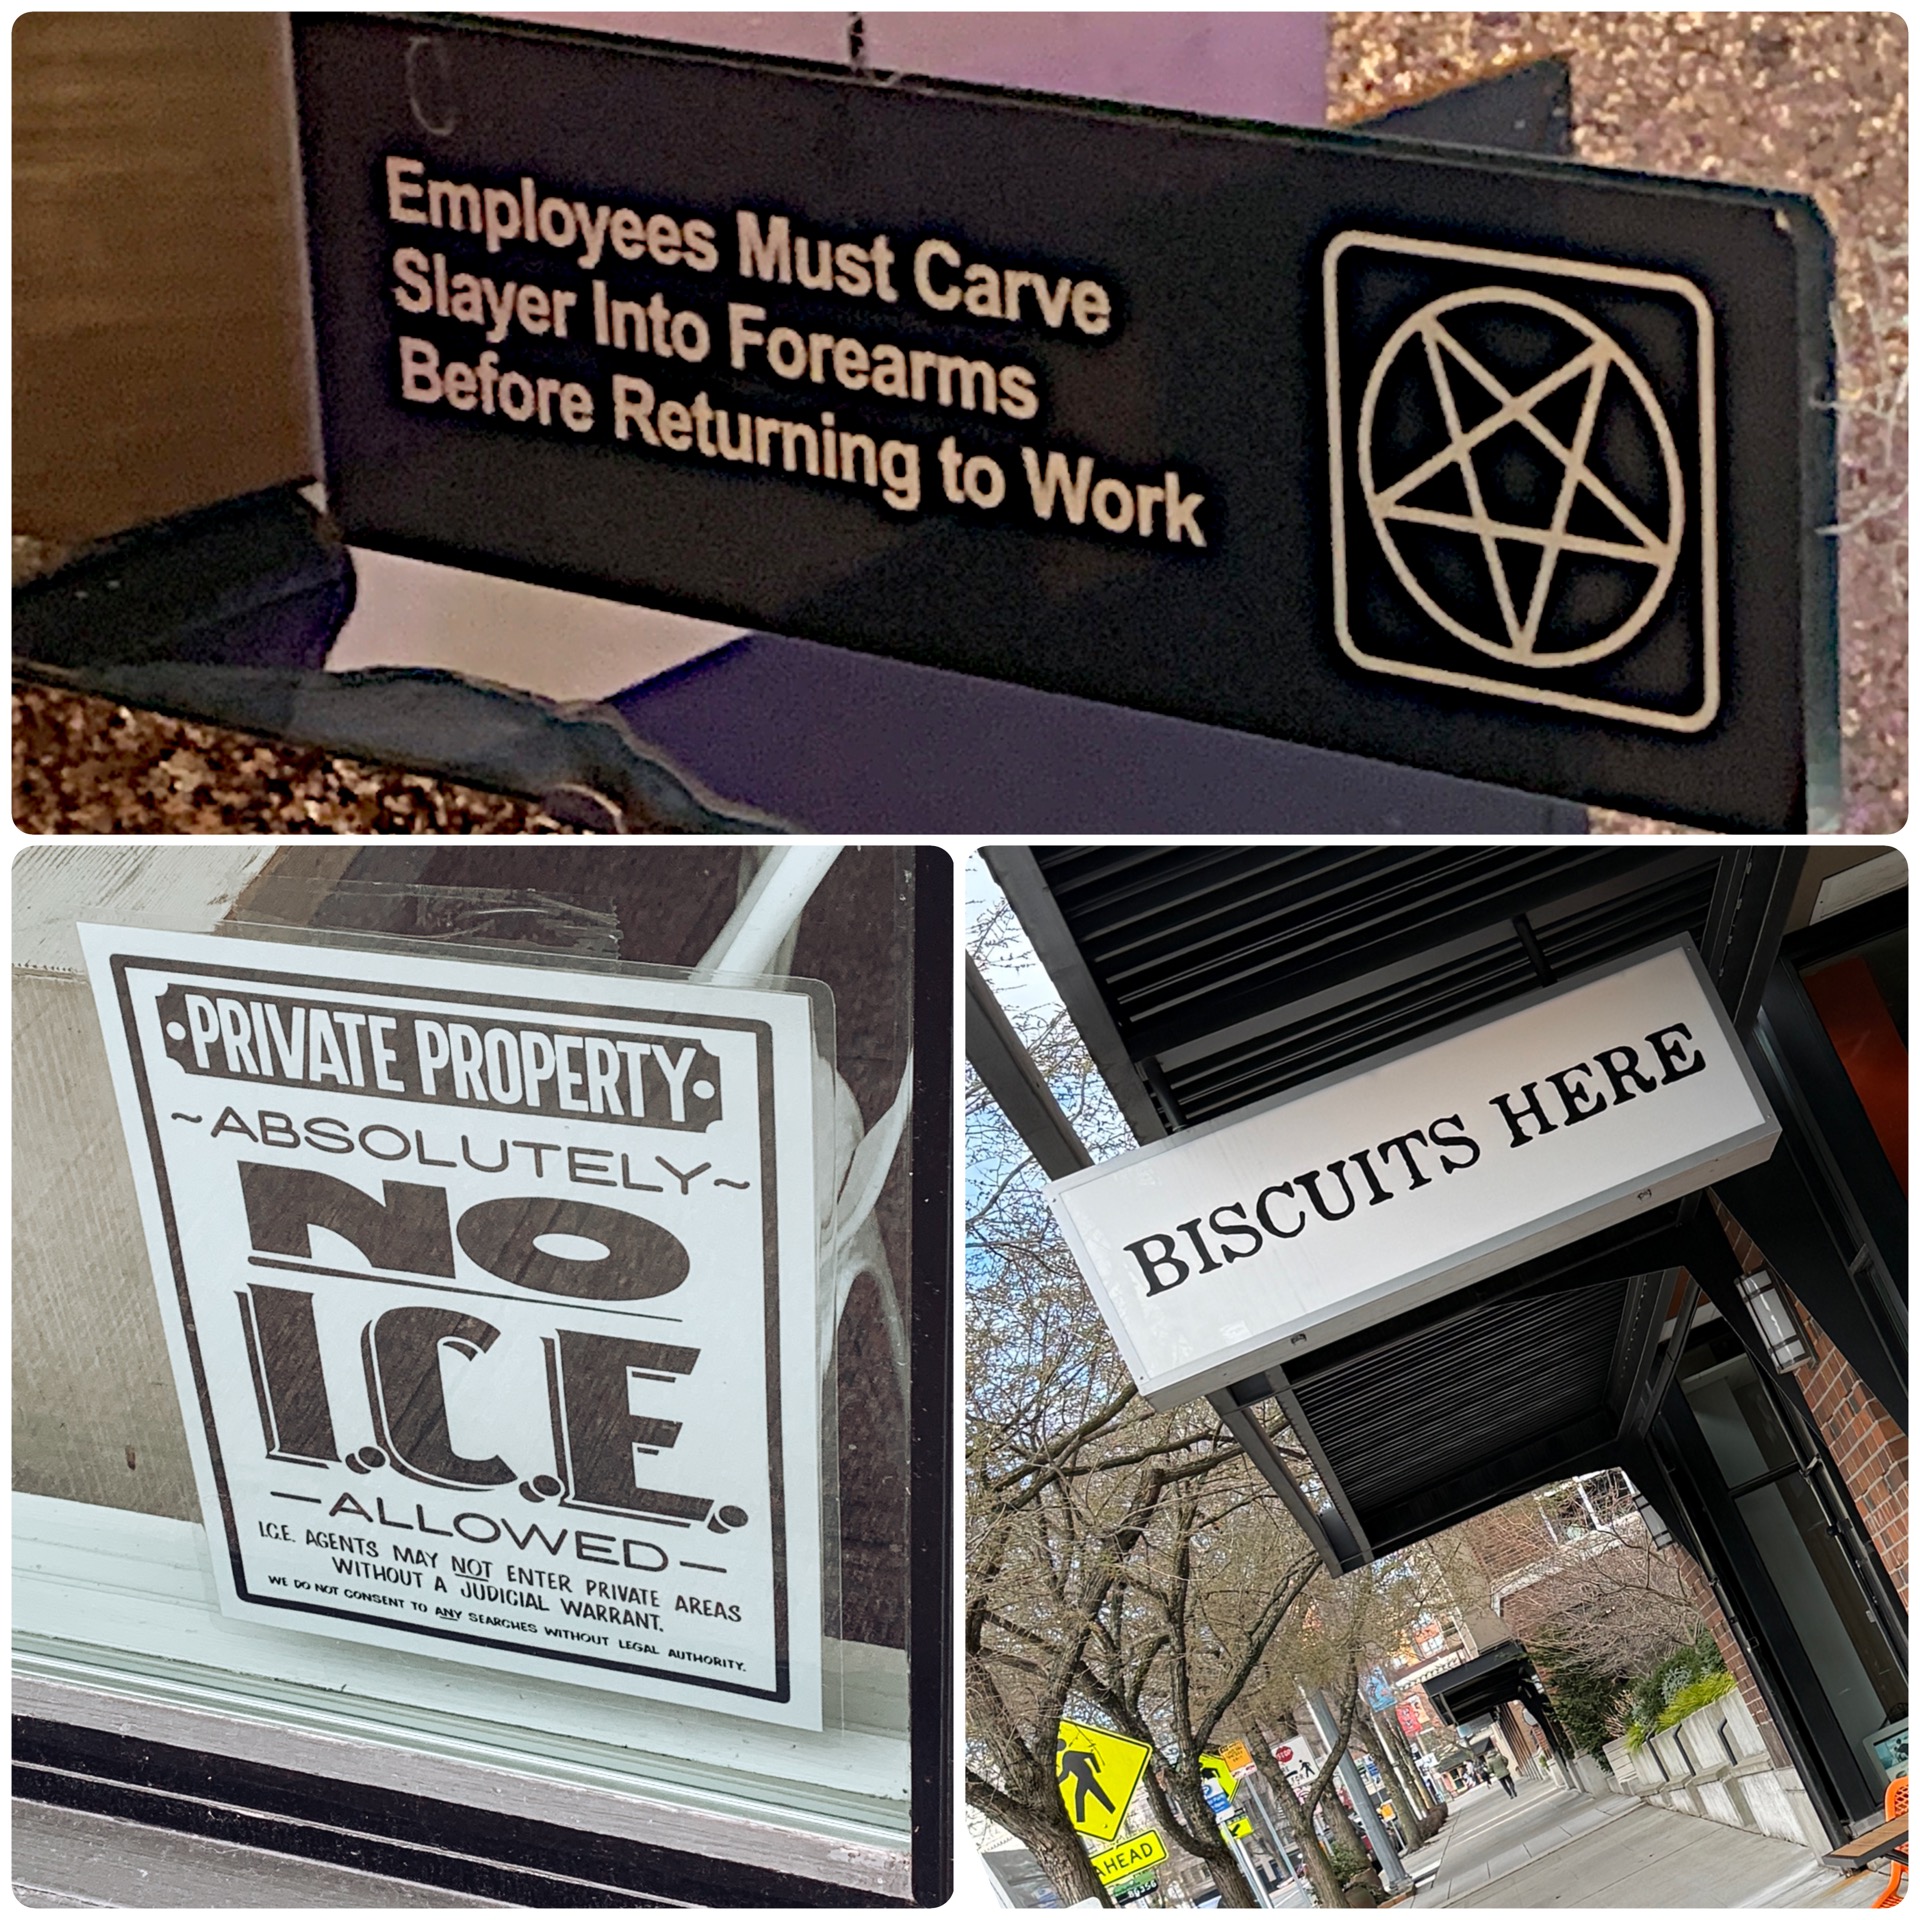 Employees Must Carve
Slayer Into Forearms
Before Returning to Work
PRIVATE PROPERTY
~ABSOLUTELY~
NO
I.C.E.
—ALLOWED—
I.C.E. AGENTS MAY NOT ENTER PRIVATE AREAS
WITHOUT A JUDICIAL WARRANT.
WE DO NOT CONSENT TO ANY SEARCHES WITHOUT LEGAL AUTHORITY.
BISCUITS HERE
AHEAD
STOP